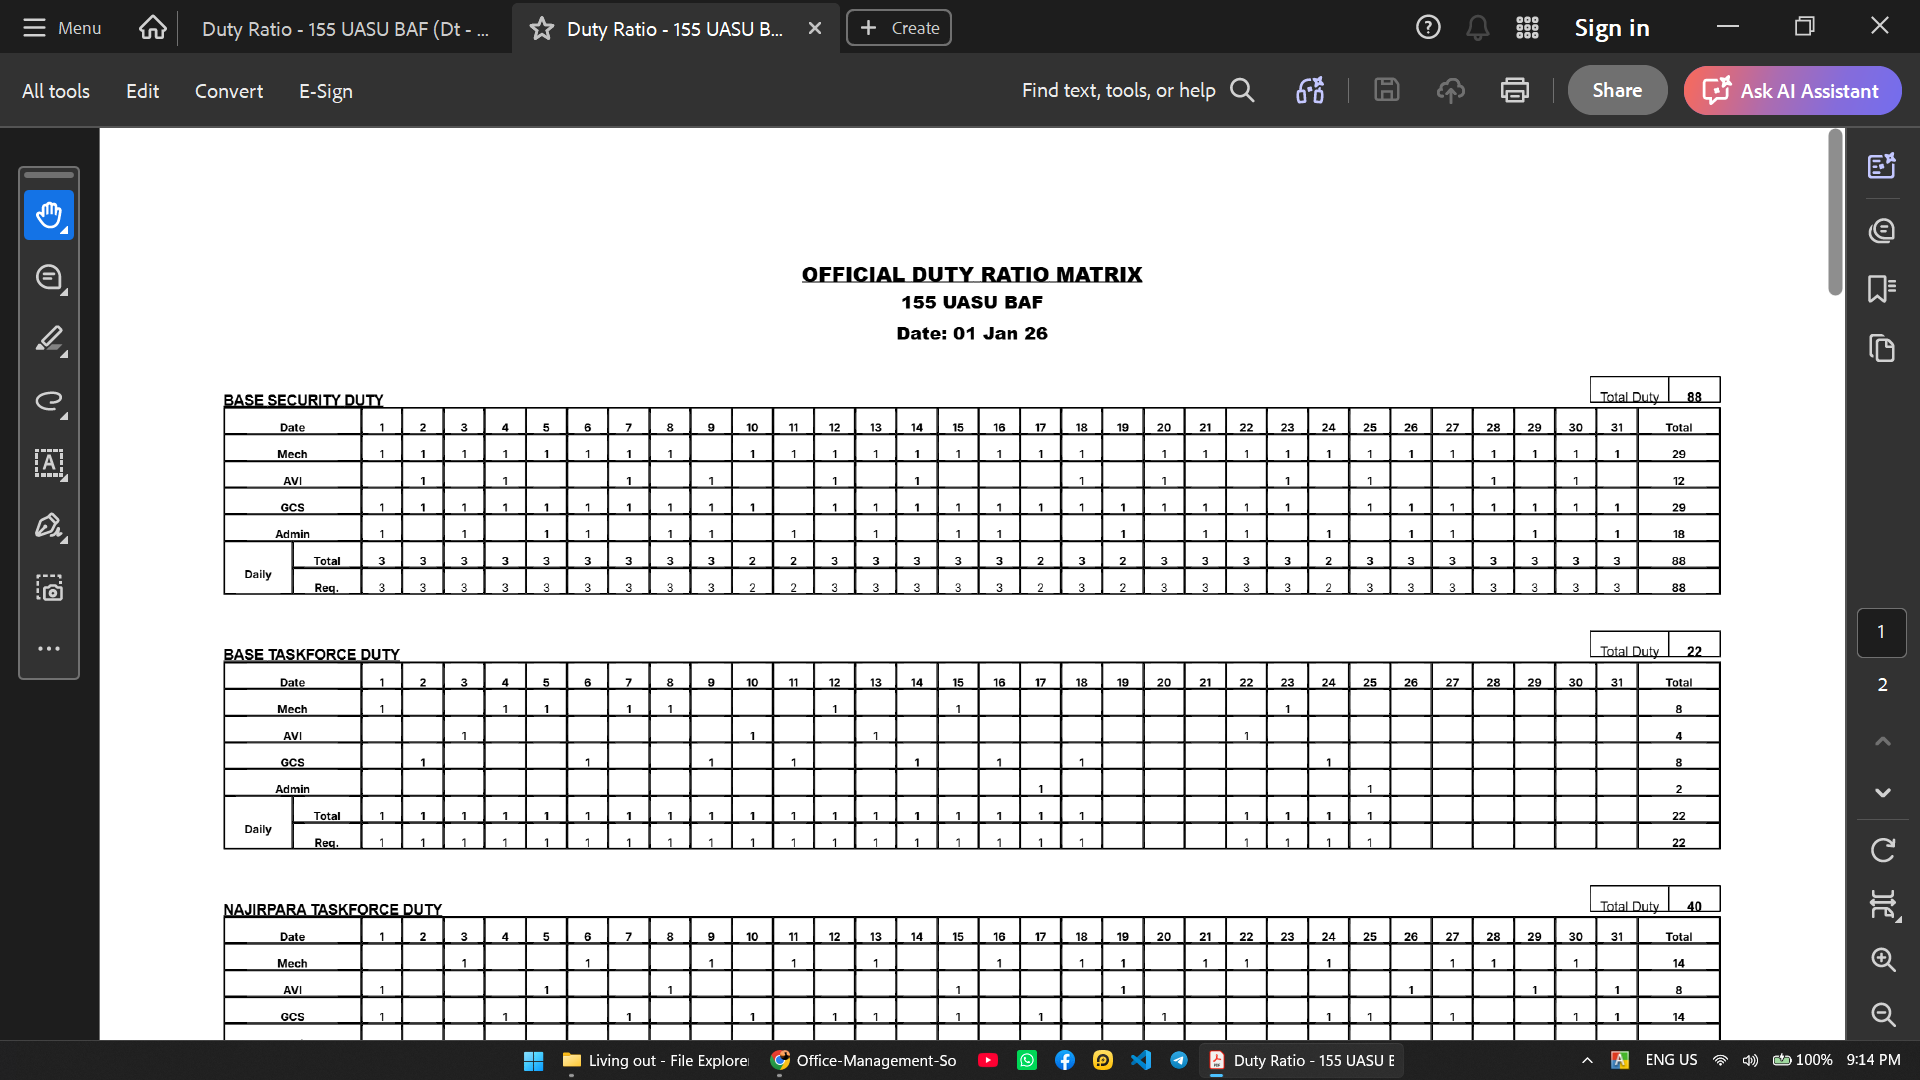 Menu Duty Ratio - 155 UASU BAF (Dt - ... Duty Ratio - 155 UASU B... Create Sign in
All tools Edit Convert E-Sign Find text, tools, or help Share Ask AI Assistant
OFFICIAL DUTY RATIO MATRIX
155 UASU BAF
Date: 01 Jan 26
BASE SECURITY DUTY Total Duty 88
Date 1 2 3 4 5 6 7 8 9 10 11 12 13 14 15 16 17 18 19 20 21 22 23 24 25 26 27 28 29 30 31 Total
Mech 1 1 1 1 1 1 1 1 1 1 1 1 1 1 1 1 1 1 1 1 1 1 1 1 1 1 1 1 1 29
AVI 1 1 1 1 1 1 1 1 1 1 1 1 12
GCS 1 1 1 1 1 1 1 1 1 1 1 1 1 1 1 1 1 1 1 1 1 1 1 1 1 1 1 1 1 29
Admin 1 1 1 1 1 1 1 1 1 1 1 1 1 1 1 1 1 1 18
Daily Total 3 3 3 3 3 3 3 3 3 2 2 3 3 3 3 3 2 3 2 3 3 3 3 2 3 3 3 3 3 3 3 88
Req. 3 3 3 3 3 3 3 3 3 2 2 3 3 3 3 3 2 3 2 3 3 3 3 2 3 3 3 3 3 3 3 88
BASE TASKFORCE DUTY Total Duty 22
Date 1 2 3 4 5 6 7 8 9 10 11 12 13 14 15 16 17 18 19 20 21 22 23 24 25 26 27 28 29 30 31 Total
Mech 1 1 1 1 1 1 1 1 8
AVI 1 1 1 1 4
GCS 1 1 1 1 1 1 1 1 8
Admin 1 1 2
Daily Total 1 1 1 1 1 1 1 1 1 1 1 1 1 1 1 1 1 1 1 1 1 1 22
Req. 1 1 1 1 1 1 1 1 1 1 1 1 1 1 1 1 1 1 1 1 1 1 22
NAJIRPARA TASKFORCE DUTY Total Duty 40
Date 1 2 3 4 5 6 7 8 9 10 11 12 13 14 15 16 17 18 19 20 21 22 23 24 25 26 27 28 29 30 31 Total
Mech 1 1 1 1 1 1 1 1 1 1 1 1 1 1 14
AVI 1 1 1 1 1 1 1 1 8
GCS 1 1 1 1 1 1 1 1 1 1 1 1 1 1 14
1
2
Living out - File Explorer Office-Management-So Duty Ratio - 155 UASU E ENG US 100% 9:14 PM